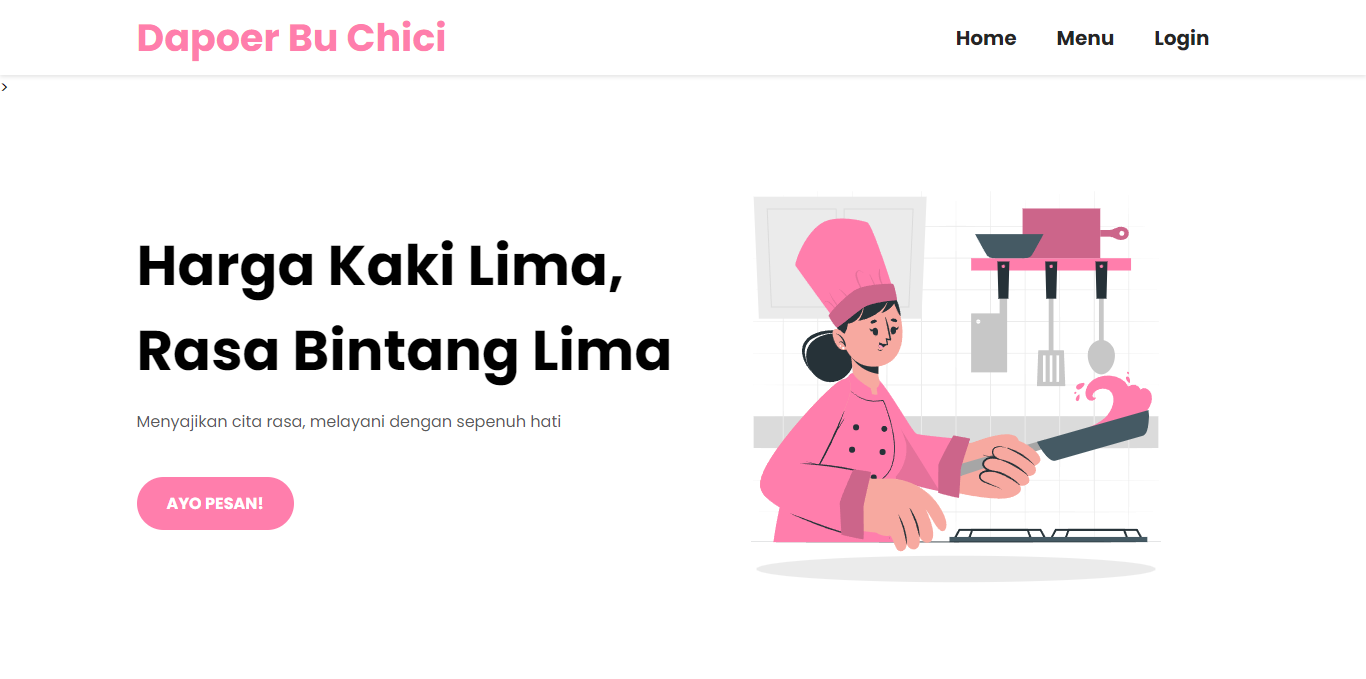 Dapoer Bu Chici
Home Menu Login
>
Harga Kaki Lima,
Rasa Bintang Lima
Menyajikan cita rasa, melayani dengan sepenuh hati
AYO PESAN!